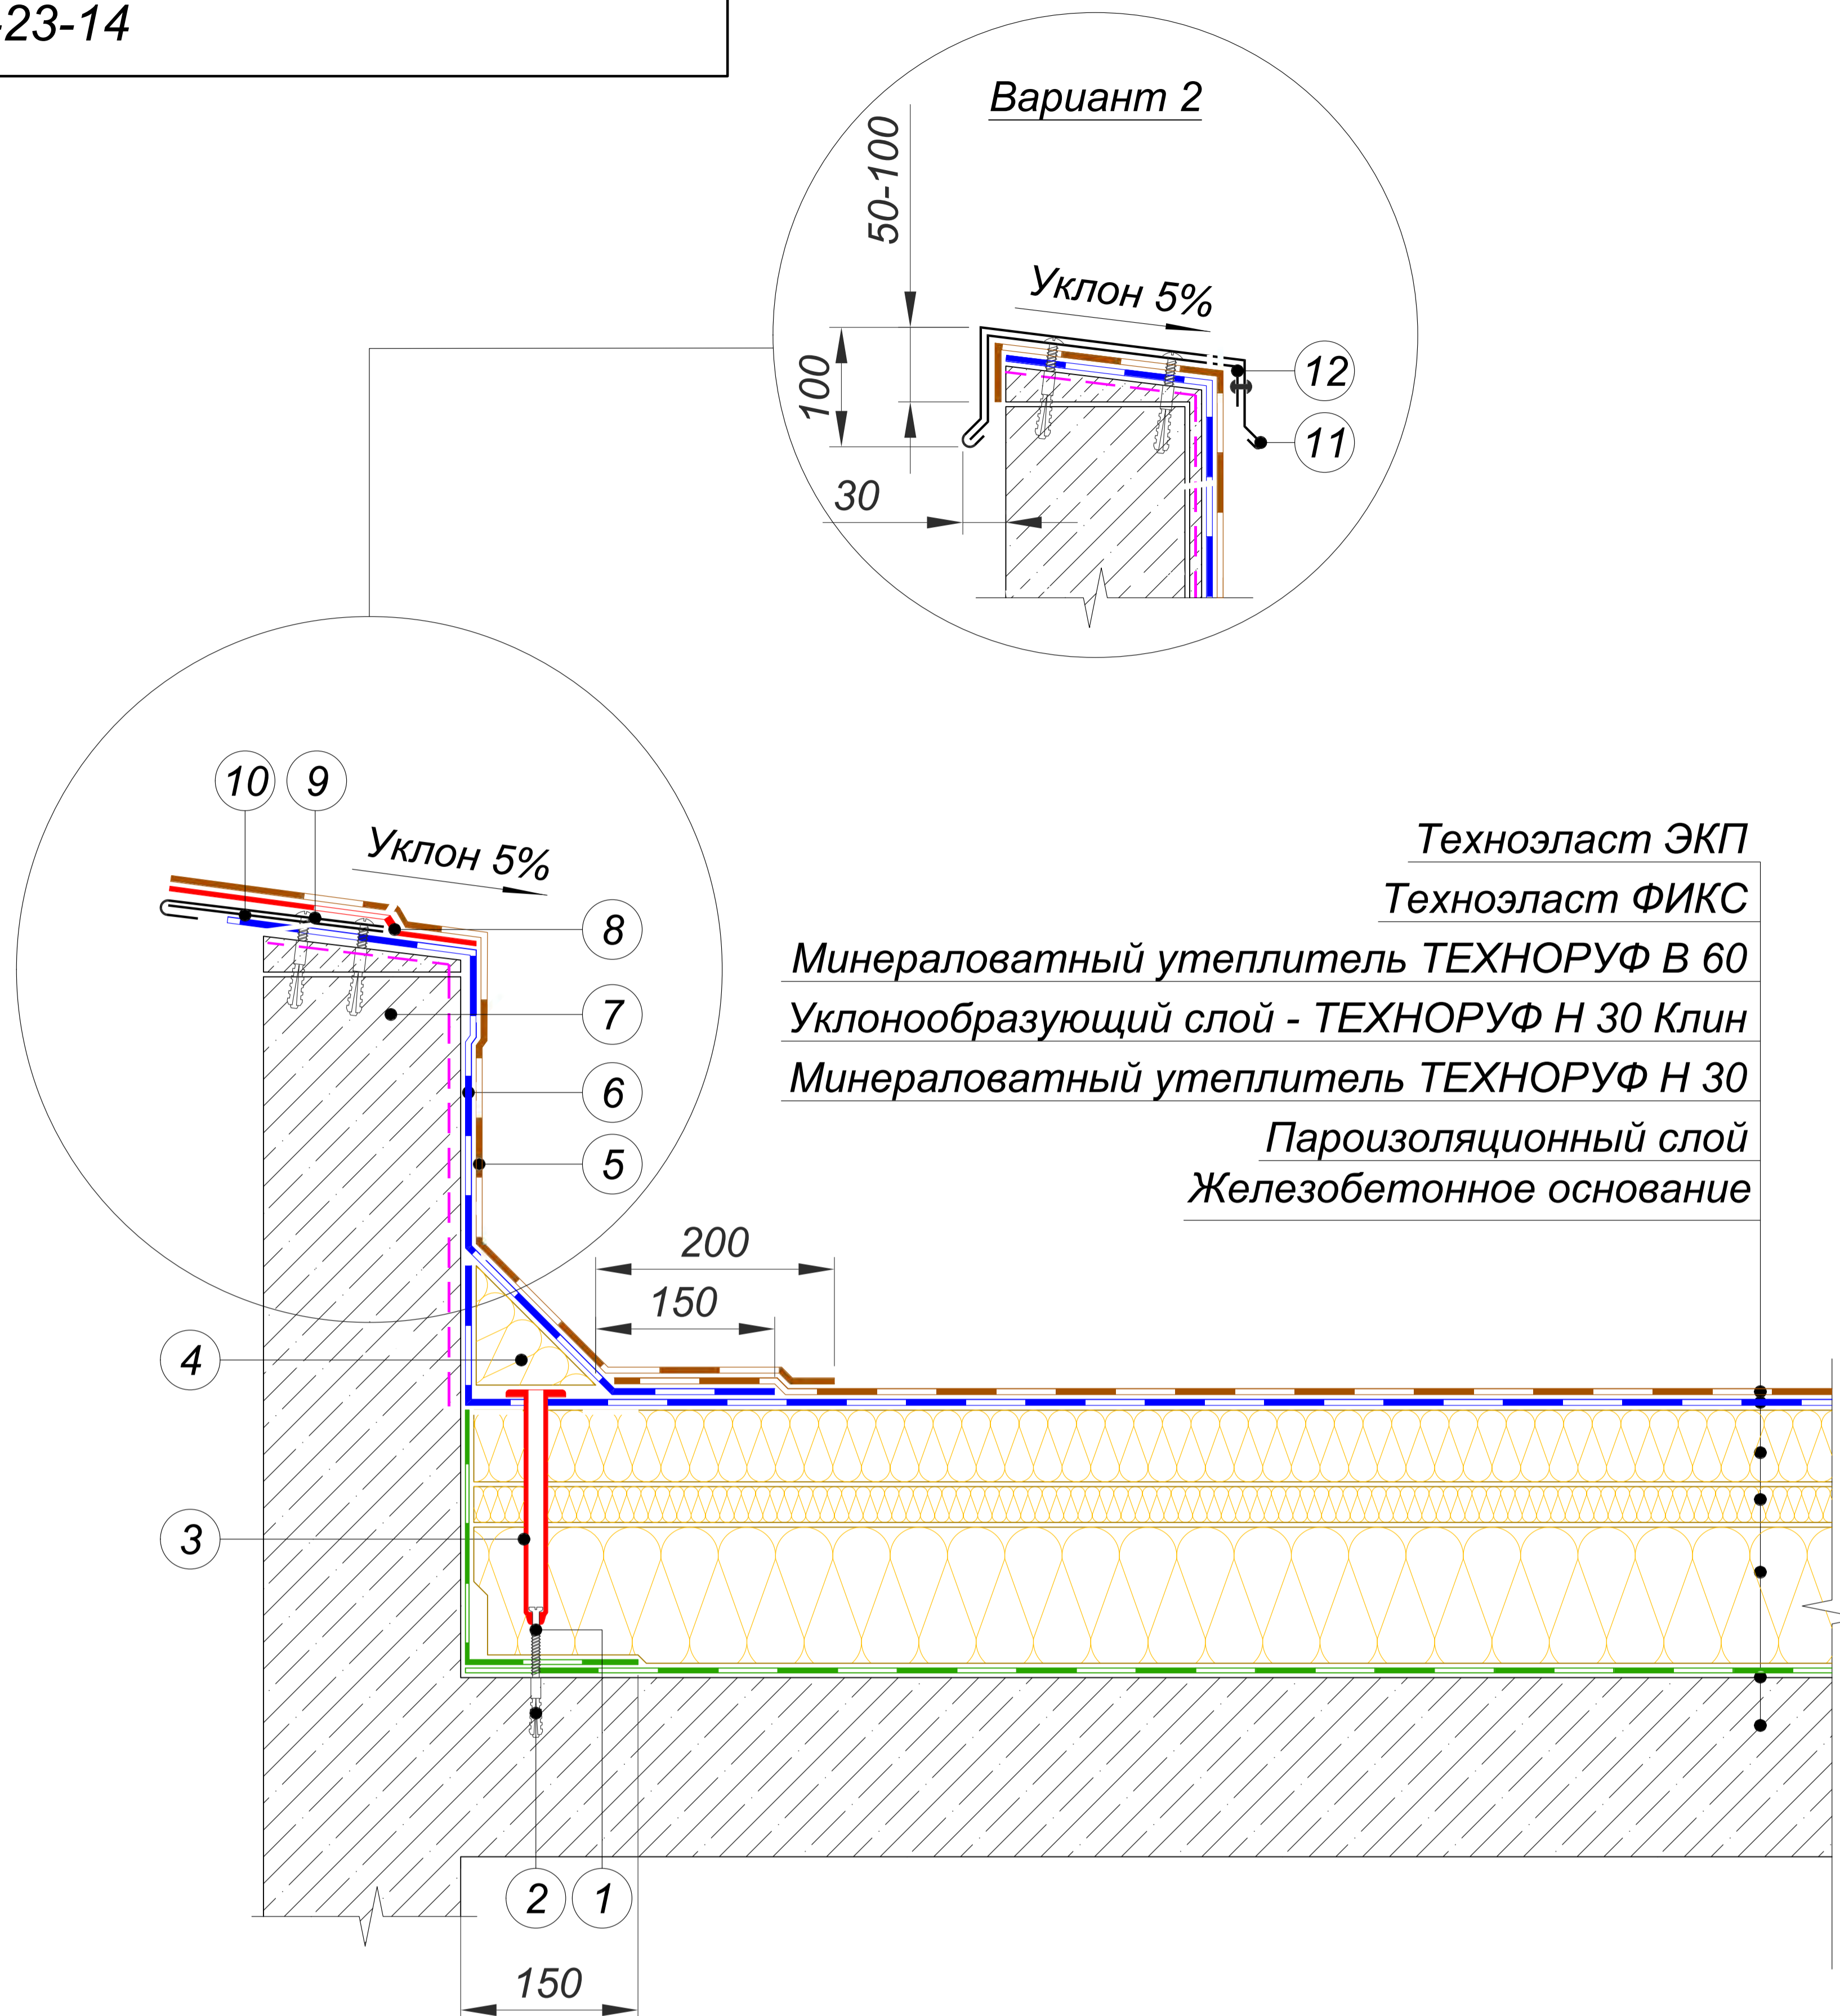 -23-14
Вариант 2
50-100
Уклон 5%
100
12
11
30
10
9
Уклон 5%
8
7
6
5
Техноэласт ЭКП
Техноэласт ФИКС
Минераловатный утеплитель ТЕХНОРУФ В 60
Уклонообразующий слой - ТЕХНОРУФ Н 30 Клин
Минераловатный утеплитель ТЕХНОРУФ Н 30
Пароизоляционный слой
Железобетонное основание
200
150
4
3
2
1
150